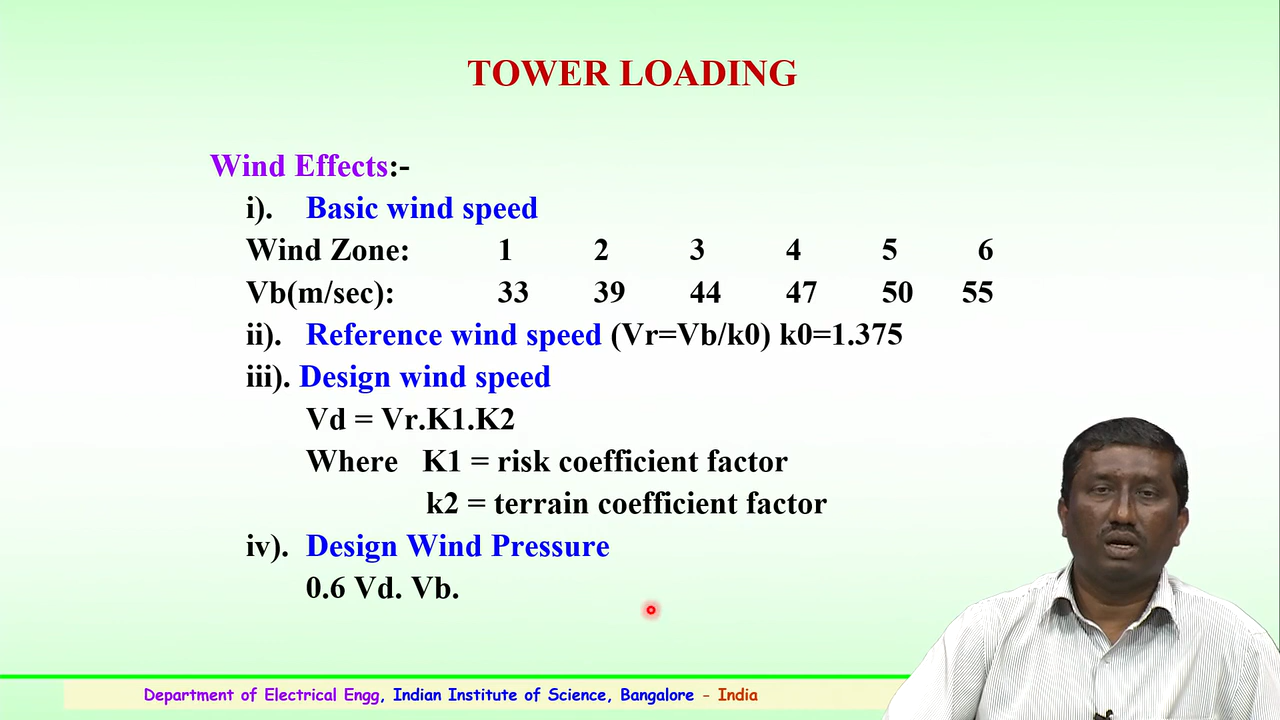 TOWER LOADING
Wind Effects:-
i). Basic wind speed
Wind Zone: 1 2 3 4 5 6
Vb(m/sec): 33 39 44 47 50 55
ii). Reference wind speed (Vr=Vb/k0) k0=1.375
iii). Design wind speed
Vd = Vr.K1.K2
Where K1 = risk coefficient factor
k2 = terrain coefficient factor
iv). Design Wind Pressure
0.6 Vd. Vb.
Department of Electrical Engg, Indian Institute of Science, Bangalore - India